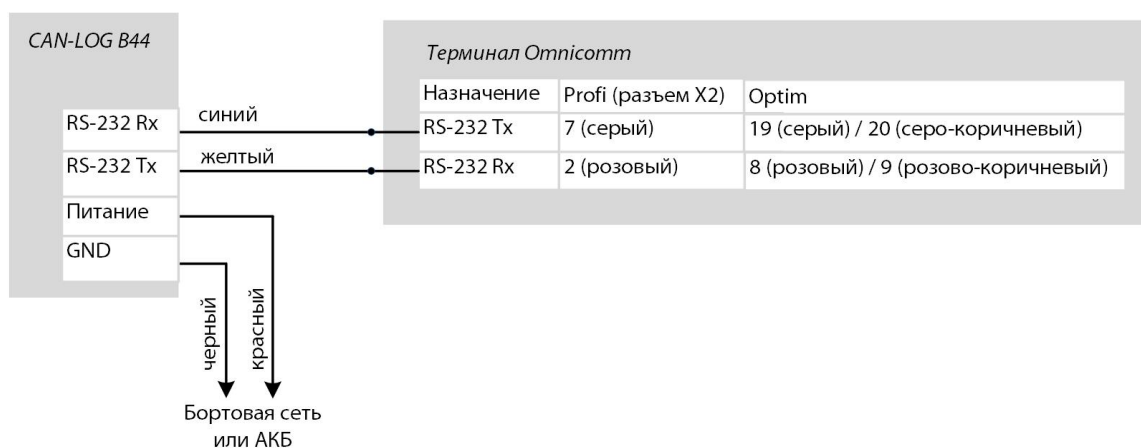 CAN-LOG B44
RS-232 Rx
RS-232 Tx
Питание
GND
синий
желтый
черный
красный
Бортовая сеть
или АКБ
Терминал Omnicomm
Назначение Profi (разъем X2) Optim
RS-232 Tx 7 (серый) 19 (серый) / 20 (серо-коричневый)
RS-232 Rx 2 (розовый) 8 (розовый) / 9 (розово-коричневый)